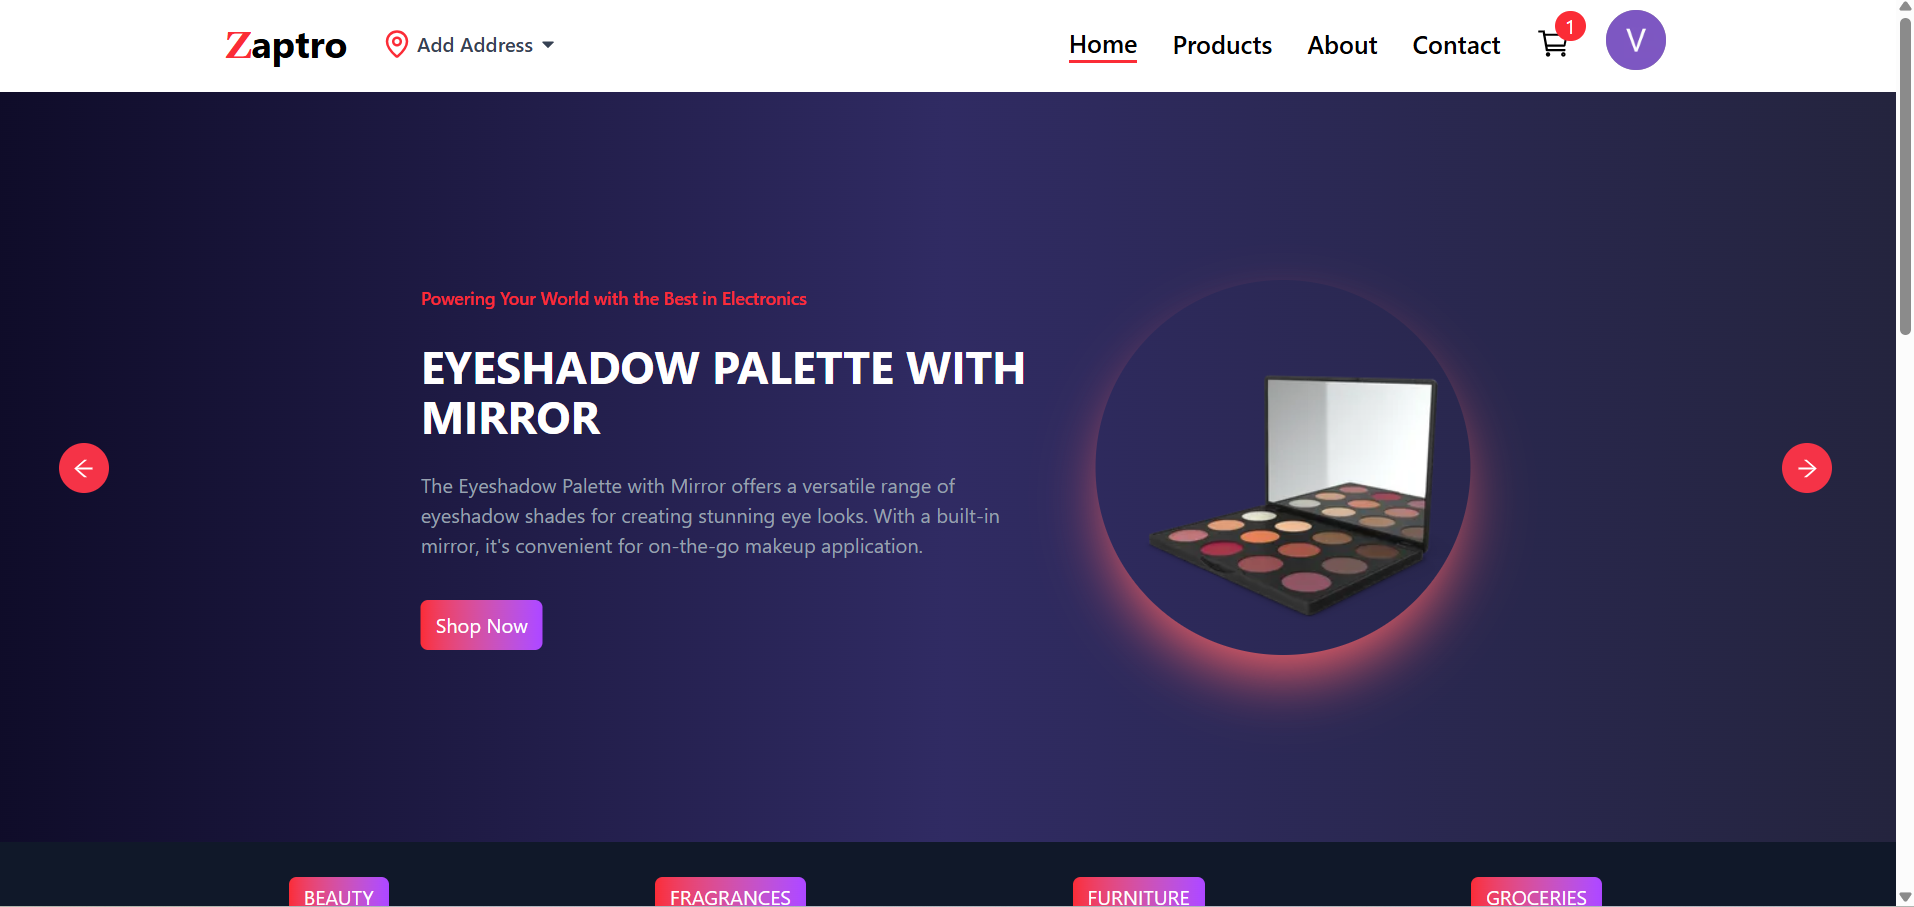 Zaptro
Add Address
Home
Products
About
Contact
1
V
Powering Your World with the Best in Electronics
EYESHADOW PALETTE WITH
MIRROR
The Eyeshadow Palette with Mirror offers a versatile range of
eyeshadow shades for creating stunning eye looks. With a built-in
mirror, it's convenient for on-the-go makeup application.
Shop Now
BEAUTY
FRAGRANCES
FURNITURE
GROCERIES